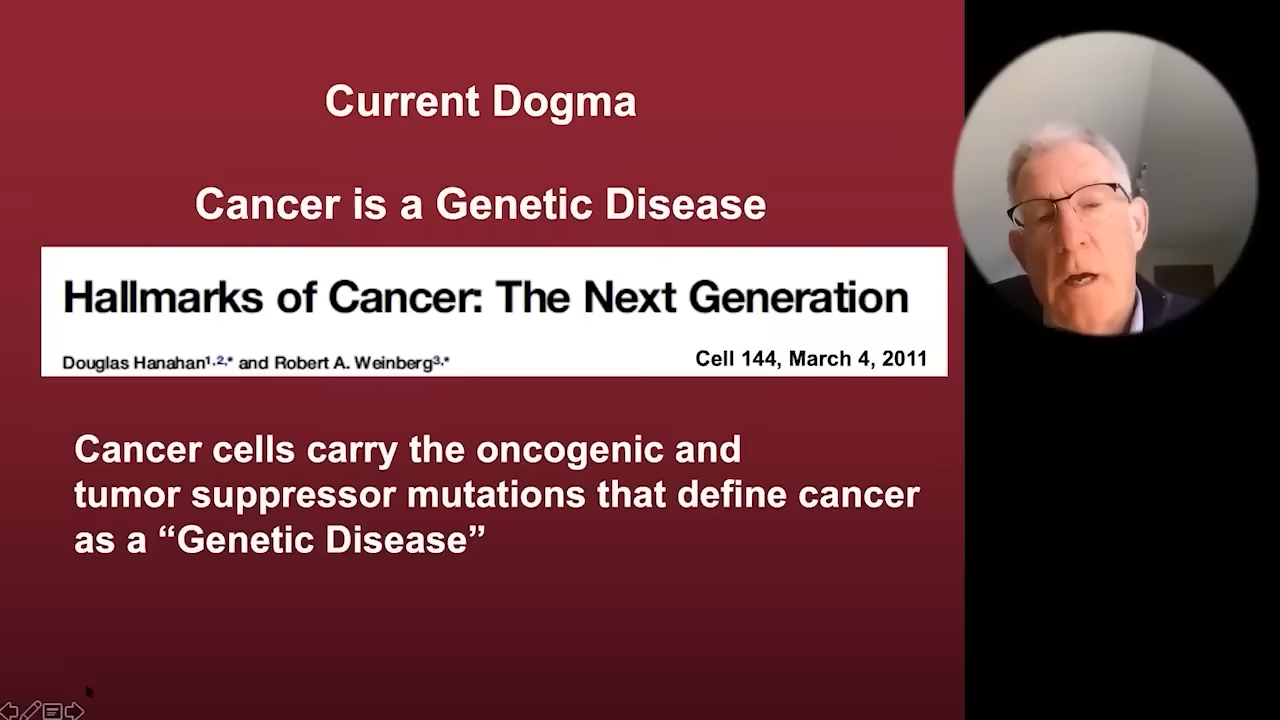 Current Dogma
Cancer is a Genetic Disease
Hallmarks of Cancer: The Next Generation
Douglas Hanahan1,2,* and Robert A. Weinberg3,*
Cell 144, March 4, 2011
Cancer cells carry the oncogenic and
tumor suppressor mutations that define cancer
as a “Genetic Disease”